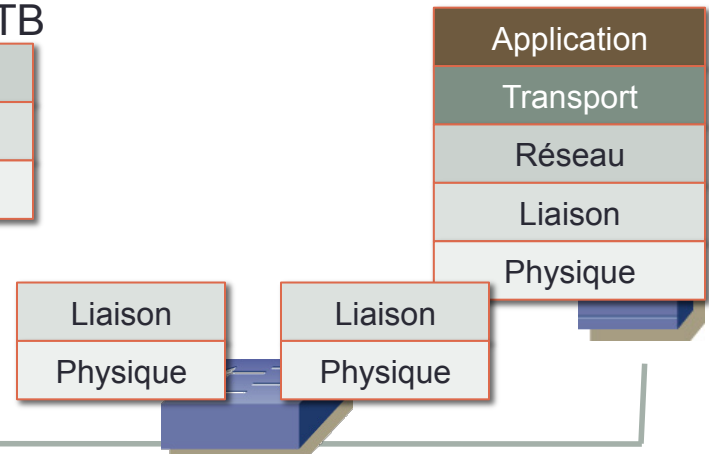 TB
Application
Transport
Réseau
Liaison
Physique
Liaison
Physique
Liaison
Physique